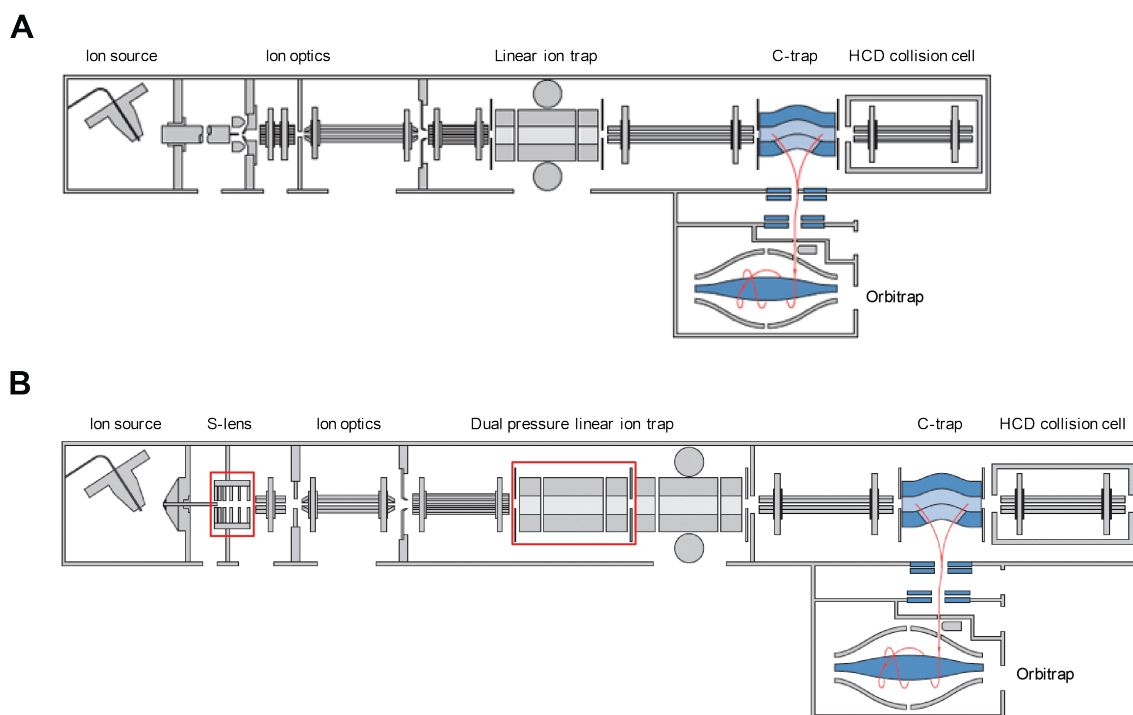 A
Ion source Ion optics Linear ion trap C-trap HCD collision cell
Orbitrap
B
Ion source S-lens Ion optics Dual pressure linear ion trap C-trap HCD collision cell
Orbitrap